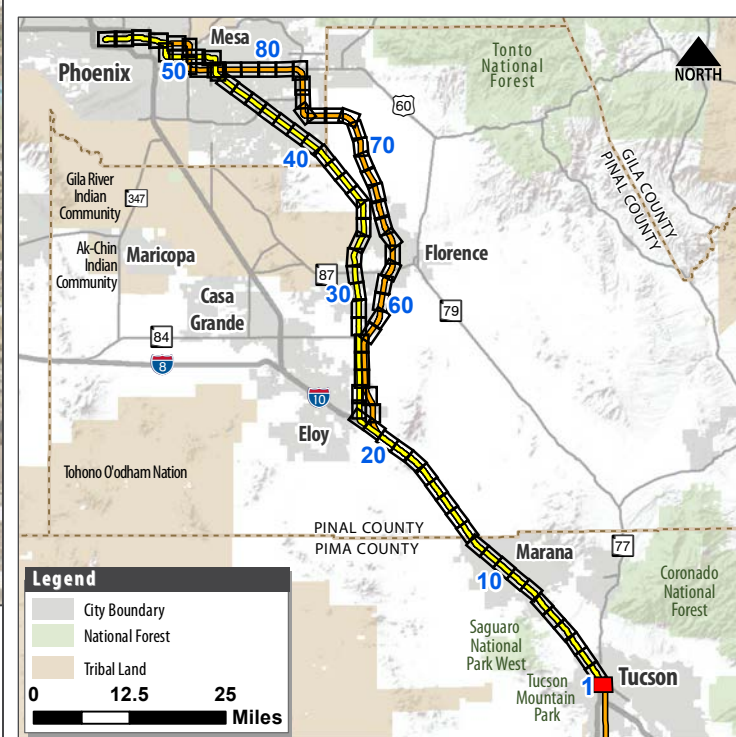 Mesa
80
Phoenix
50
Tonto
National
Forest
NORTH
60
70
40
GILA COUNTY
PINAL COUNTY
Gila River
Indian
Community
347
Ak-Chin
Indian
Community
Maricopa
87
Florence
Casa
Grande
30
60
79
84
8
10
Eloy
20
Tohono O'odham Nation
PINAL COUNTY
PIMA COUNTY
Marana
77
10
Coronado
National
Forest
Saguaro
National
Park West
Tucson
Mountain
Park
1
Tucson
Legend
City Boundary
National Forest
Tribal Land
0 12.5 25
Miles